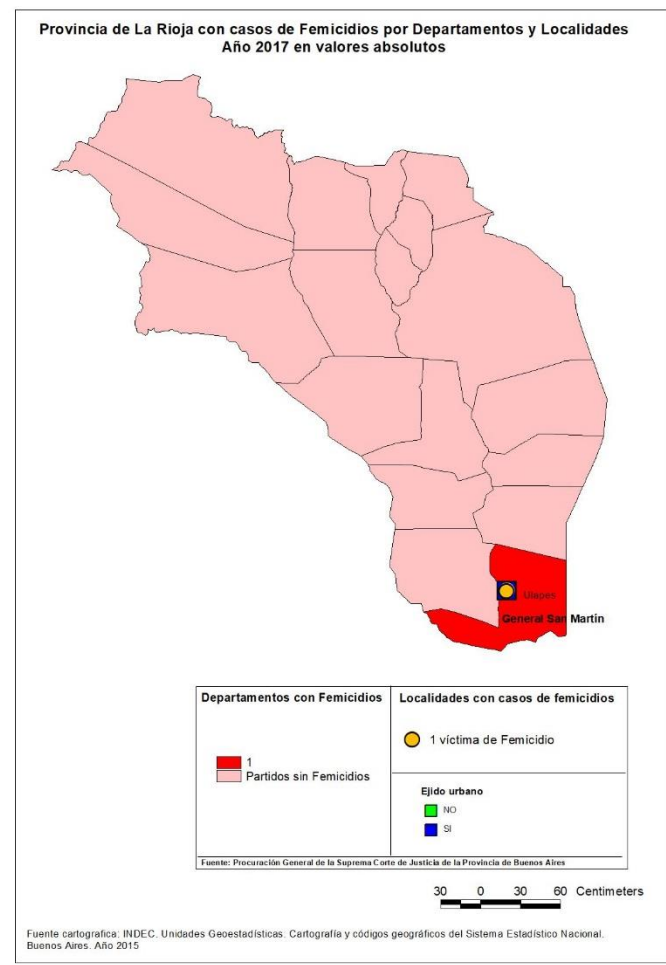 Provincia de La Rioja con casos de Femicidios por Departamentos y Localidades
Año 2017 en valores absolutos
Ulapes
General San Martín
Departamentos con Femicidios
1
Partidos sin Femicidios
Localidades con casos de femicidios
1 víctima de Femicidio
Ejido urbano
NO
SI
Fuente: Procuración General de la Suprema Corte de Justicia de la Provincia de Buenos Aires
30 0 30 60 Centimeters
Fuente cartografica: INDEC. Unidades Geoestadísticas. Cartografía y códigos geográficos del Sistema Estadístico Nacional.
Buenos Aires. Año 2015